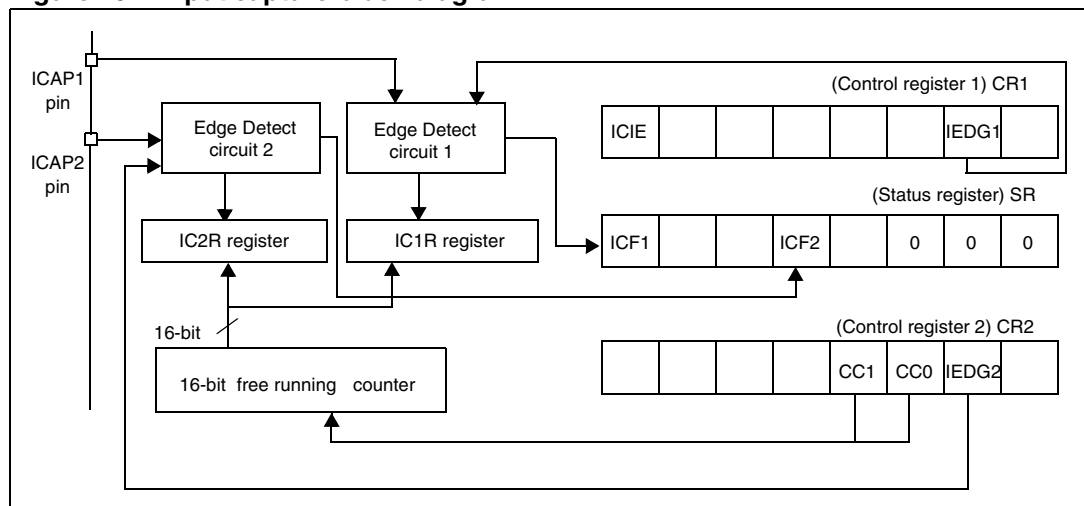 ICAP1
pin
ICAP2
pin
Edge Detect
circuit 2
Edge Detect
circuit 1
IC2R register
IC1R register
16-bit
16-bit free running counter
(Control register 1) CR1
ICIE
IEDG1
(Status register) SR
ICF1
ICF2
0
0
0
(Control register 2) CR2
CC1
CC0
IEDG2